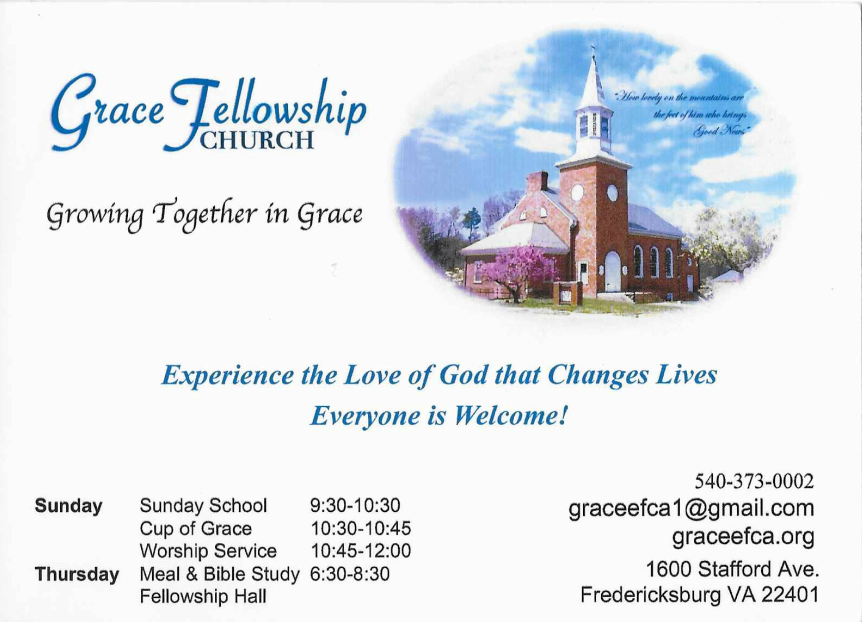 Grace Fellowship
CHURCH
Growing Together in Grace
"How lovely on the mountains are
the feet of him who brings
Good News"
Experience the Love of God that Changes Lives
Everyone is Welcome!
Sunday Sunday School 9:30-10:30
Cup of Grace 10:30-10:45
Worship Service 10:45-12:00
Thursday Meal & Bible Study 6:30-8:30
Fellowship Hall
540-373-0002
graceefca1@gmail.com
graceefca.org
1600 Stafford Ave.
Fredericksburg VA 22401